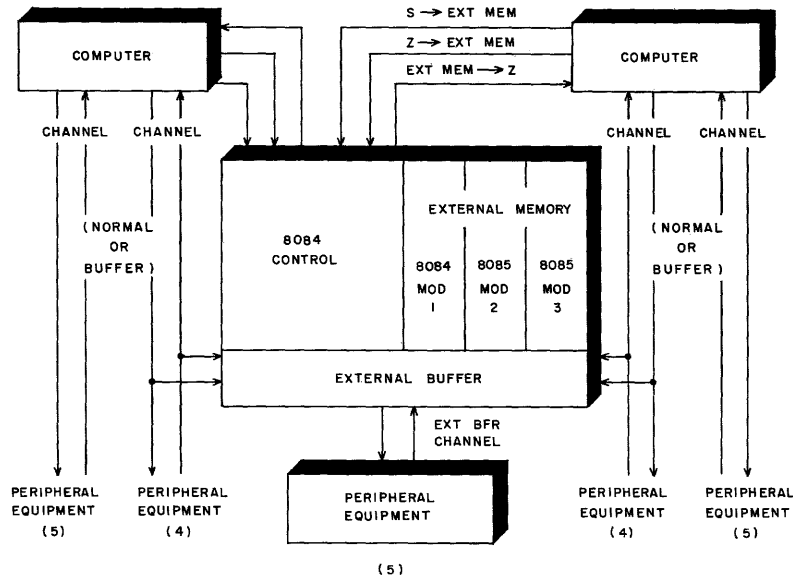 S → EXT MEM
Z → EXT MEM
EXT MEM → Z
COMPUTER
COMPUTER
CHANNEL
CHANNEL
CHANNEL
CHANNEL
(NORMAL
OR
BUFFER)
(NORMAL
OR
BUFFER)
8084
CONTROL
EXTERNAL MEMORY
8084
MOD
1
8085
MOD
2
8085
MOD
3
EXTERNAL BUFFER
EXT BFR
CHANNEL
PERIPHERAL
EQUIPMENT
(5)
PERIPHERAL
EQUIPMENT
(4)
PERIPHERAL
EQUIPMENT
(5)
PERIPHERAL
EQUIPMENT
(4)
PERIPHERAL
EQUIPMENT
(5)